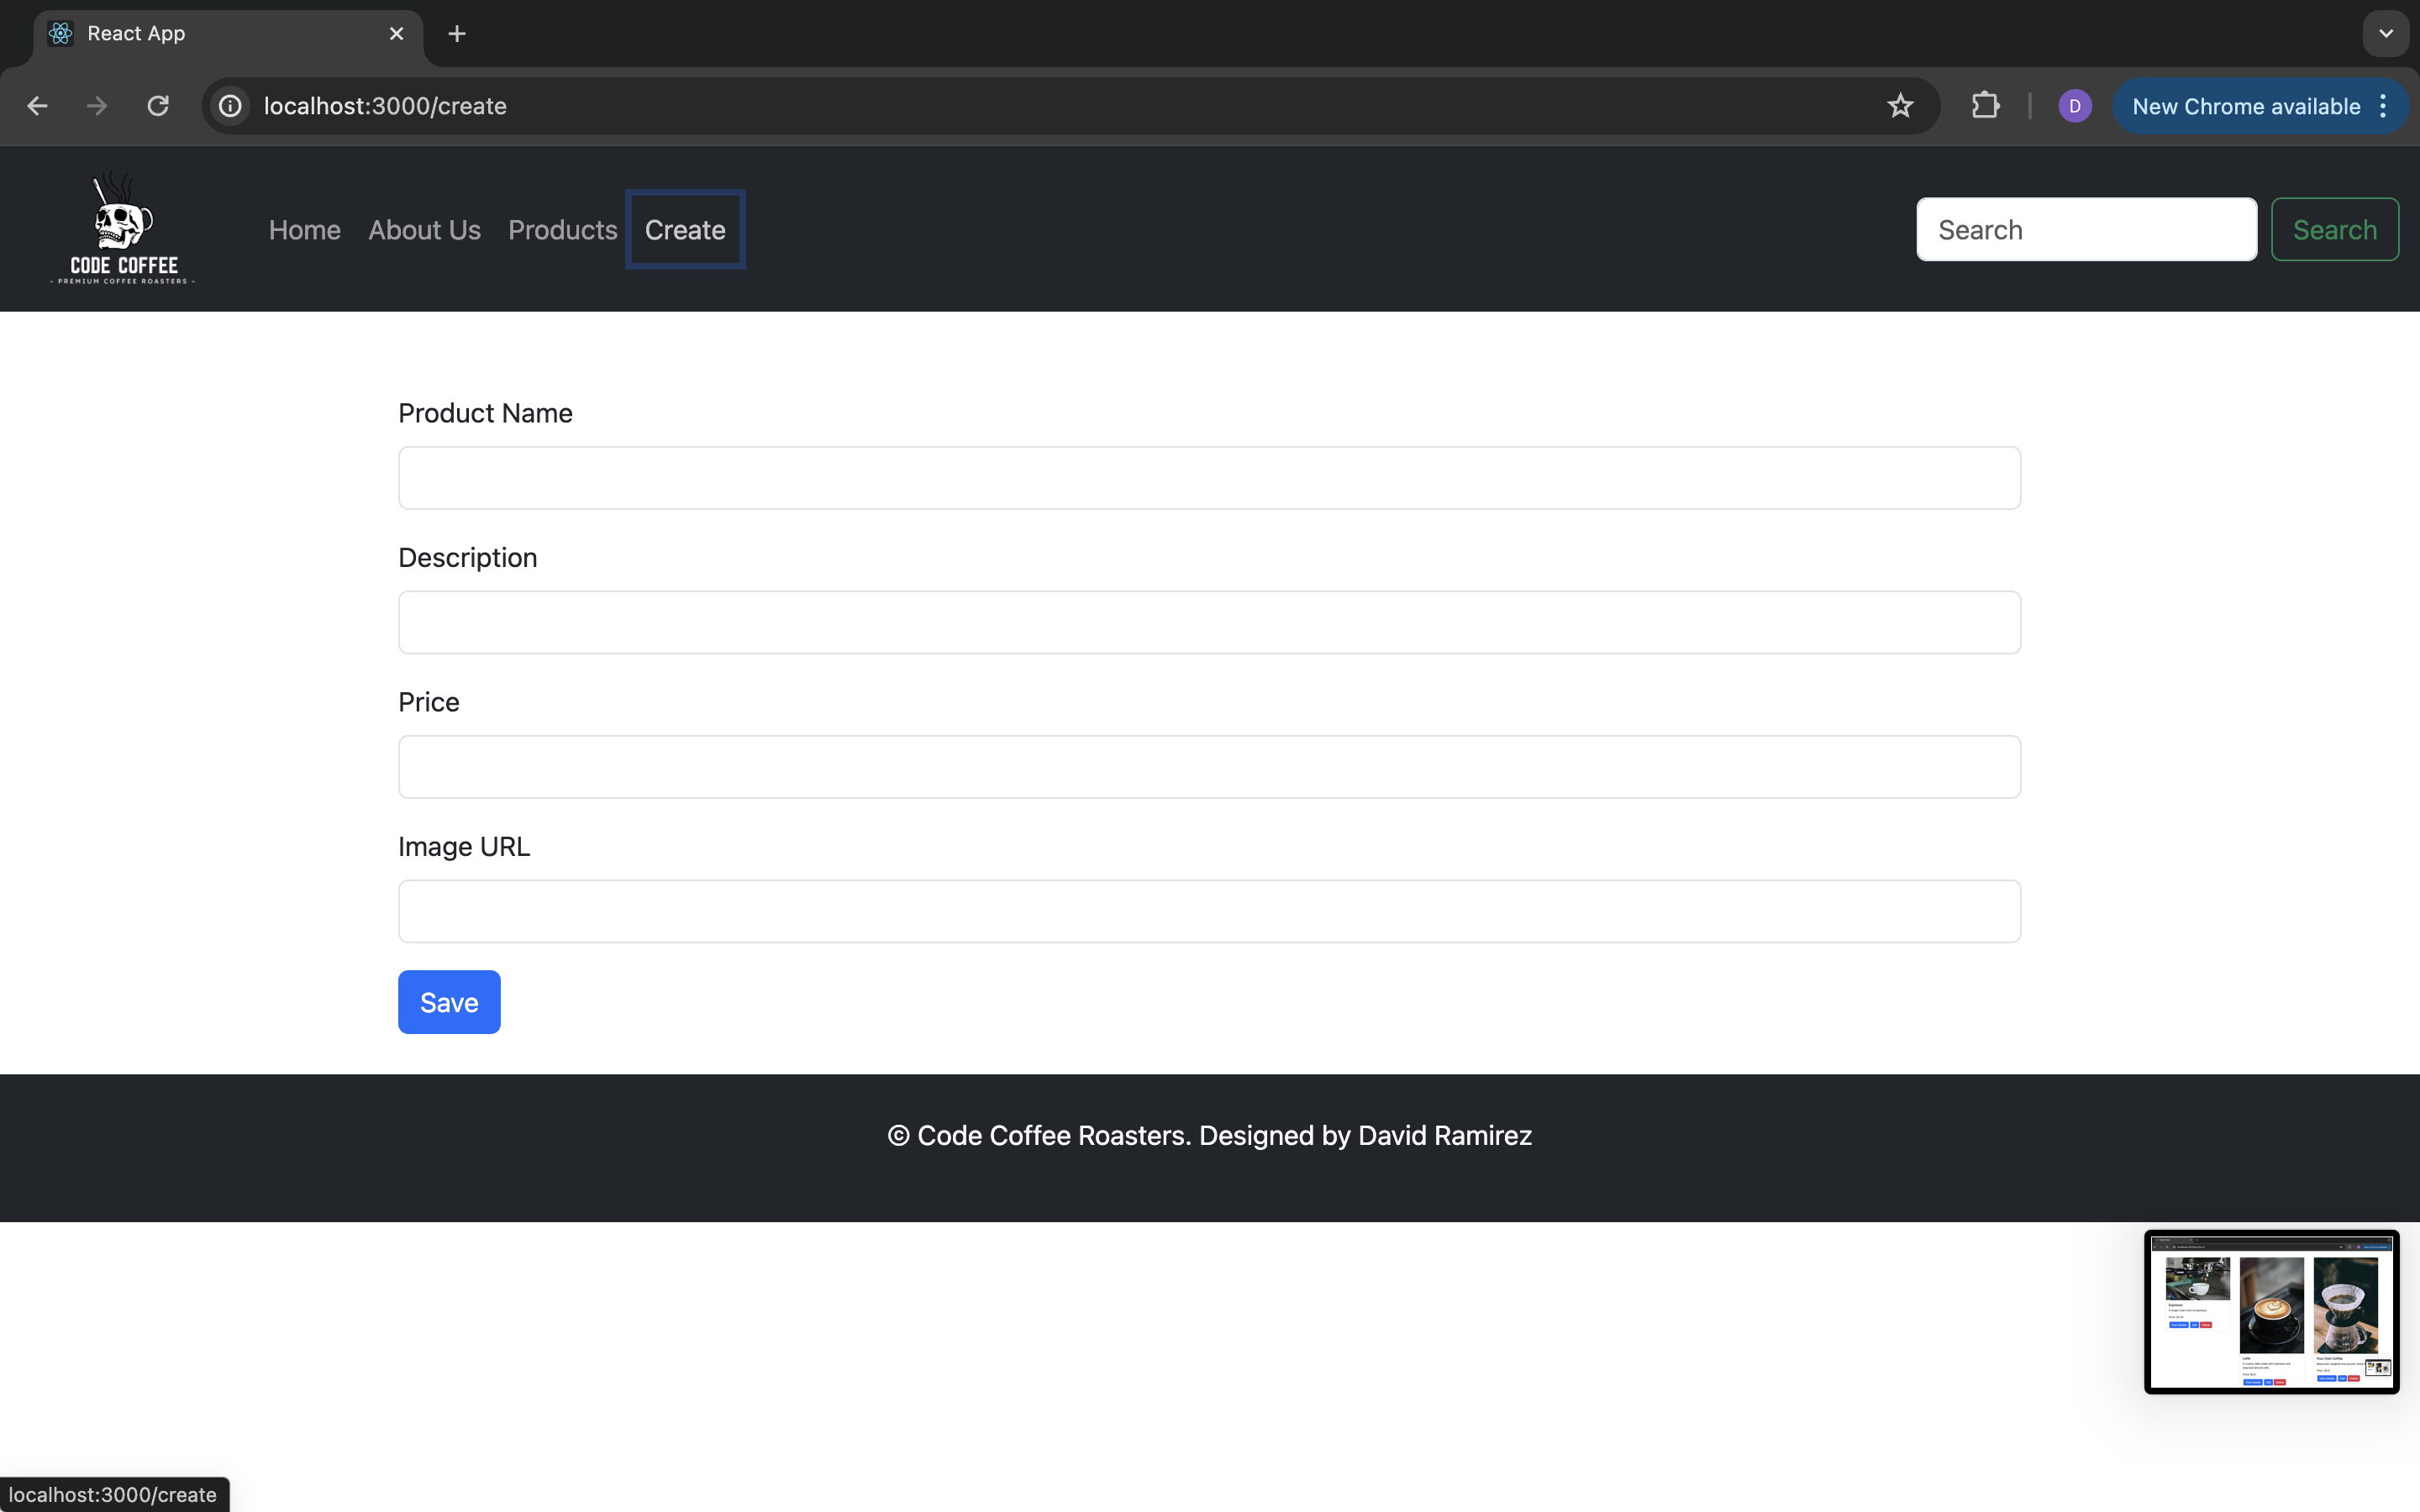 React App
localhost:3000/create
D
New Chrome available
CODE COFFEE
- PREMIUM COFFEE ROASTERS -
Home About Us Products Create
Search
Search
Product Name
Description
Price
Image URL
Save
© Code Coffee Roasters. Designed by David Ramirez
localhost:3000/create